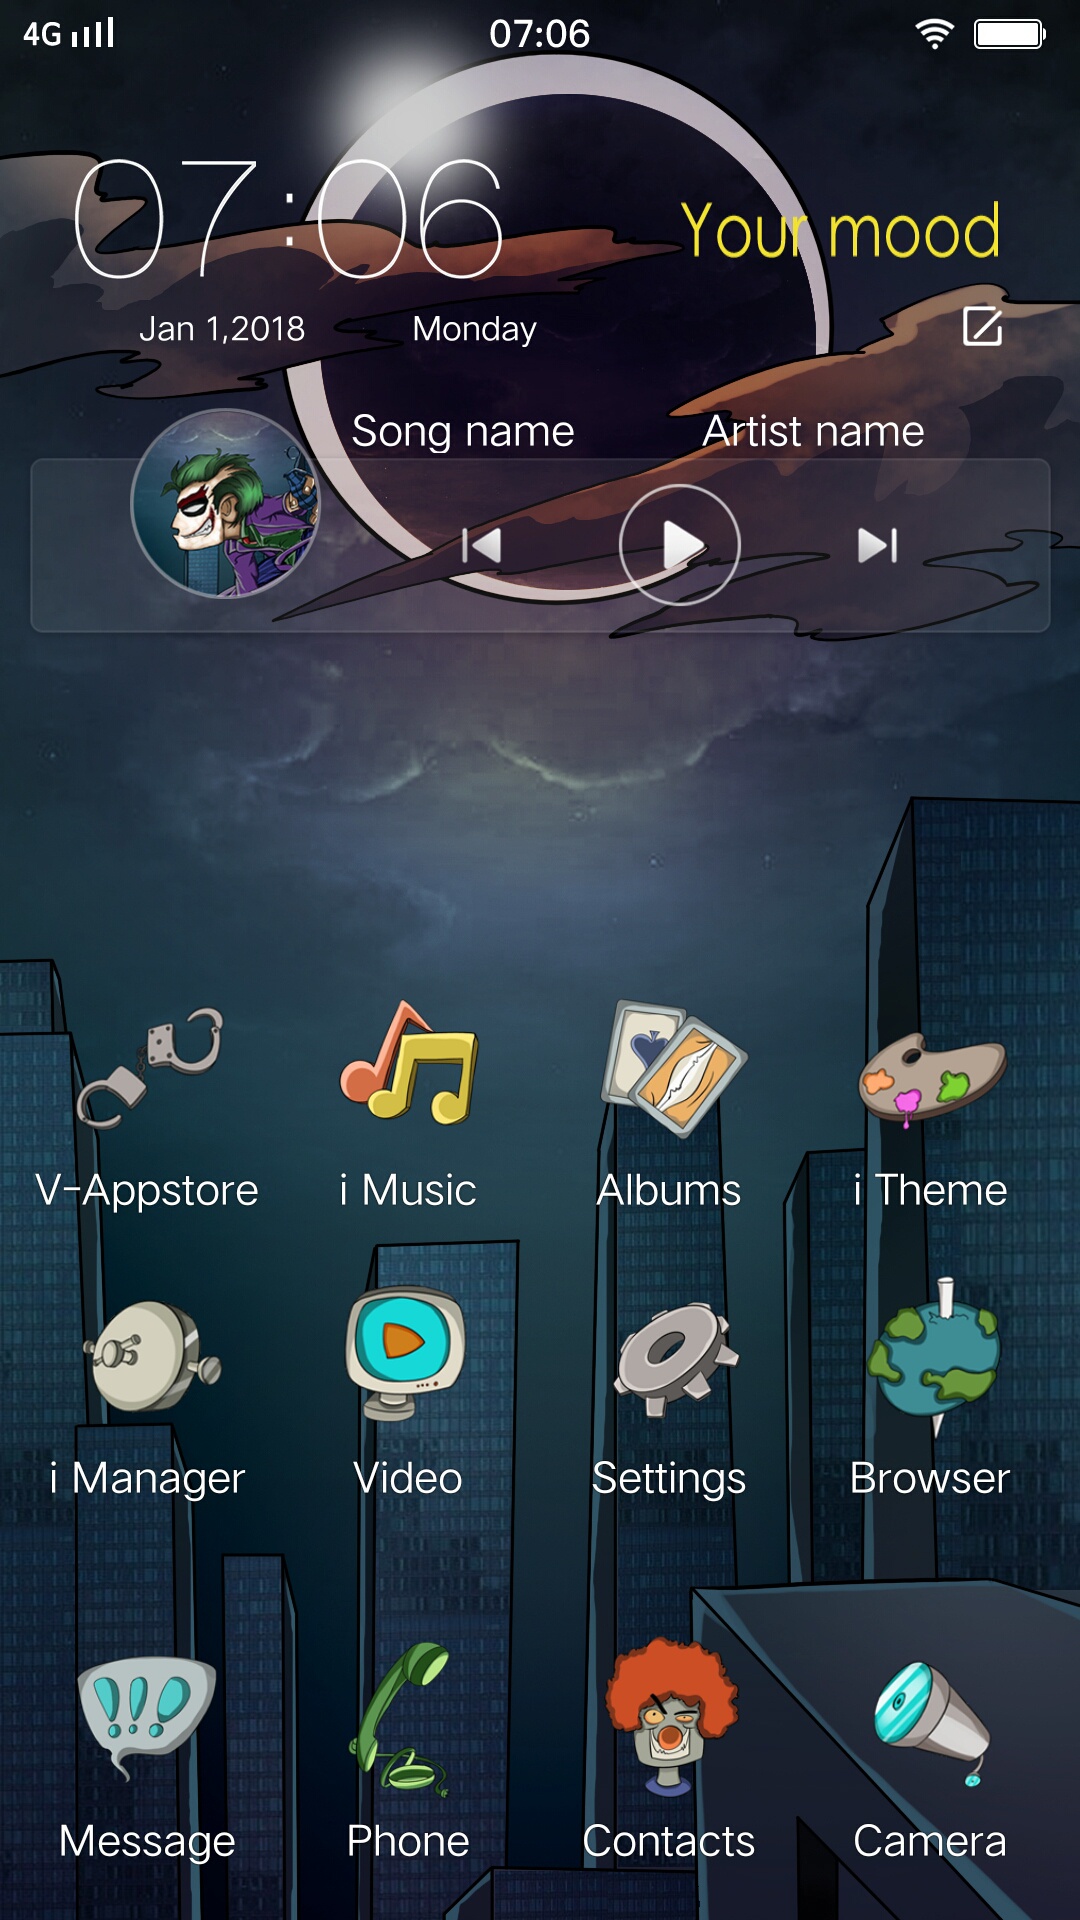 4G 07:06
07:06
Your mood
Jan 1,2018 Monday
Song name Artist name
V-Appstore i Music Albums i Theme
i Manager Video Settings Browser
Message Phone Contacts Camera